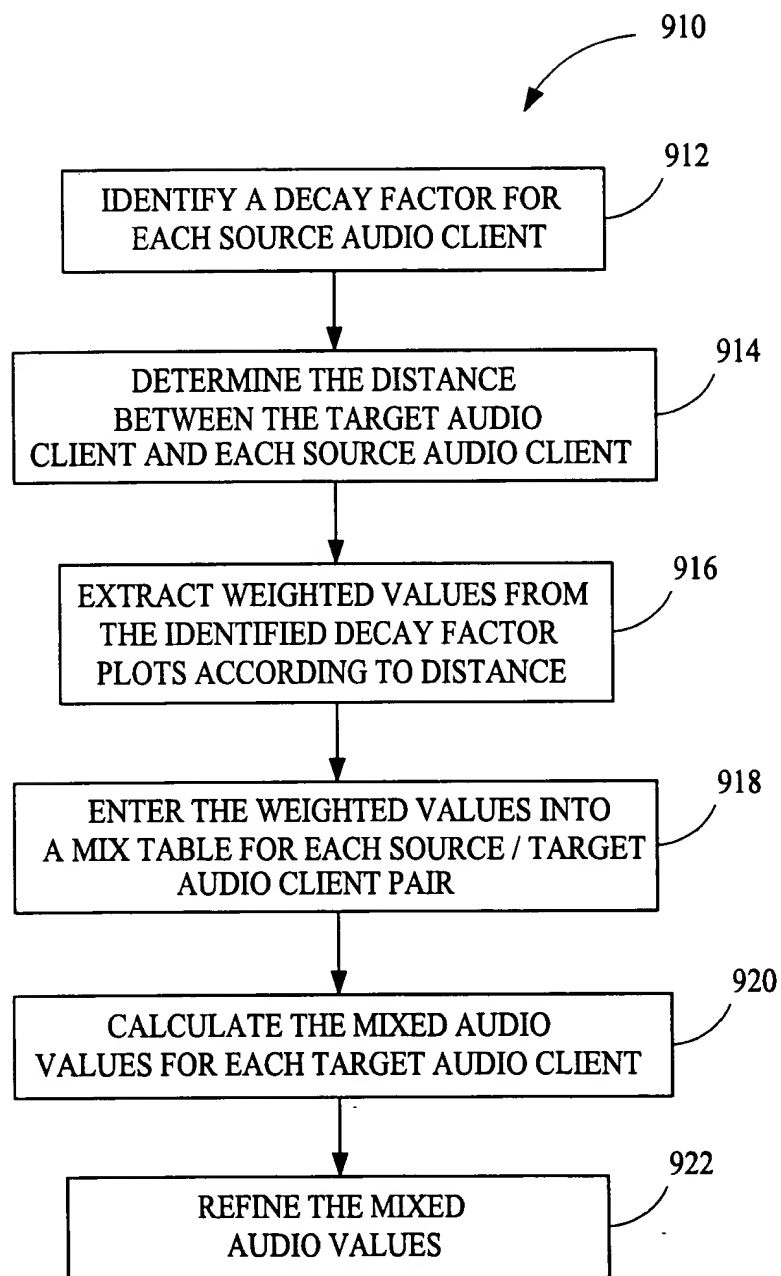 910
912
IDENTIFY A DECAY FACTOR FOR
EACH SOURCE AUDIO CLIENT
914
DETERMINE THE DISTANCE
BETWEEN THE TARGET AUDIO
CLIENT AND EACH SOURCE AUDIO CLIENT
916
EXTRACT WEIGHTED VALUES FROM
THE IDENTIFIED DECAY FACTOR
PLOTS ACCORDING TO DISTANCE
918
ENTER THE WEIGHTED VALUES INTO
A MIX TABLE FOR EACH SOURCE / TARGET
AUDIO CLIENT PAIR
920
CALCULATE THE MIXED AUDIO
VALUES FOR EACH TARGET AUDIO CLIENT
922
REFINE THE MIXED
AUDIO VALUES